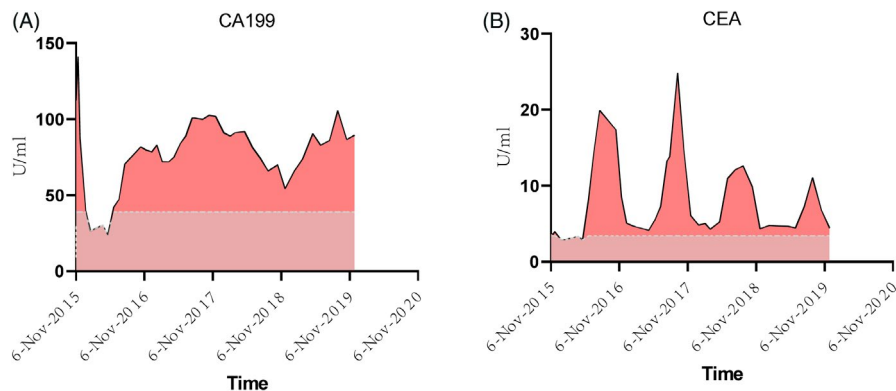 (A)
CA199
150
100
50
0
U/ml
6-Nov-2015
6-Nov-2016
6-Nov-2017
6-Nov-2018
6-Nov-2019
6-Nov-2020
Time
(B)
CEA
30
20
10
0
U/ml
6-Nov-2015
6-Nov-2016
6-Nov-2017
6-Nov-2018
6-Nov-2019
6-Nov-2020
Time